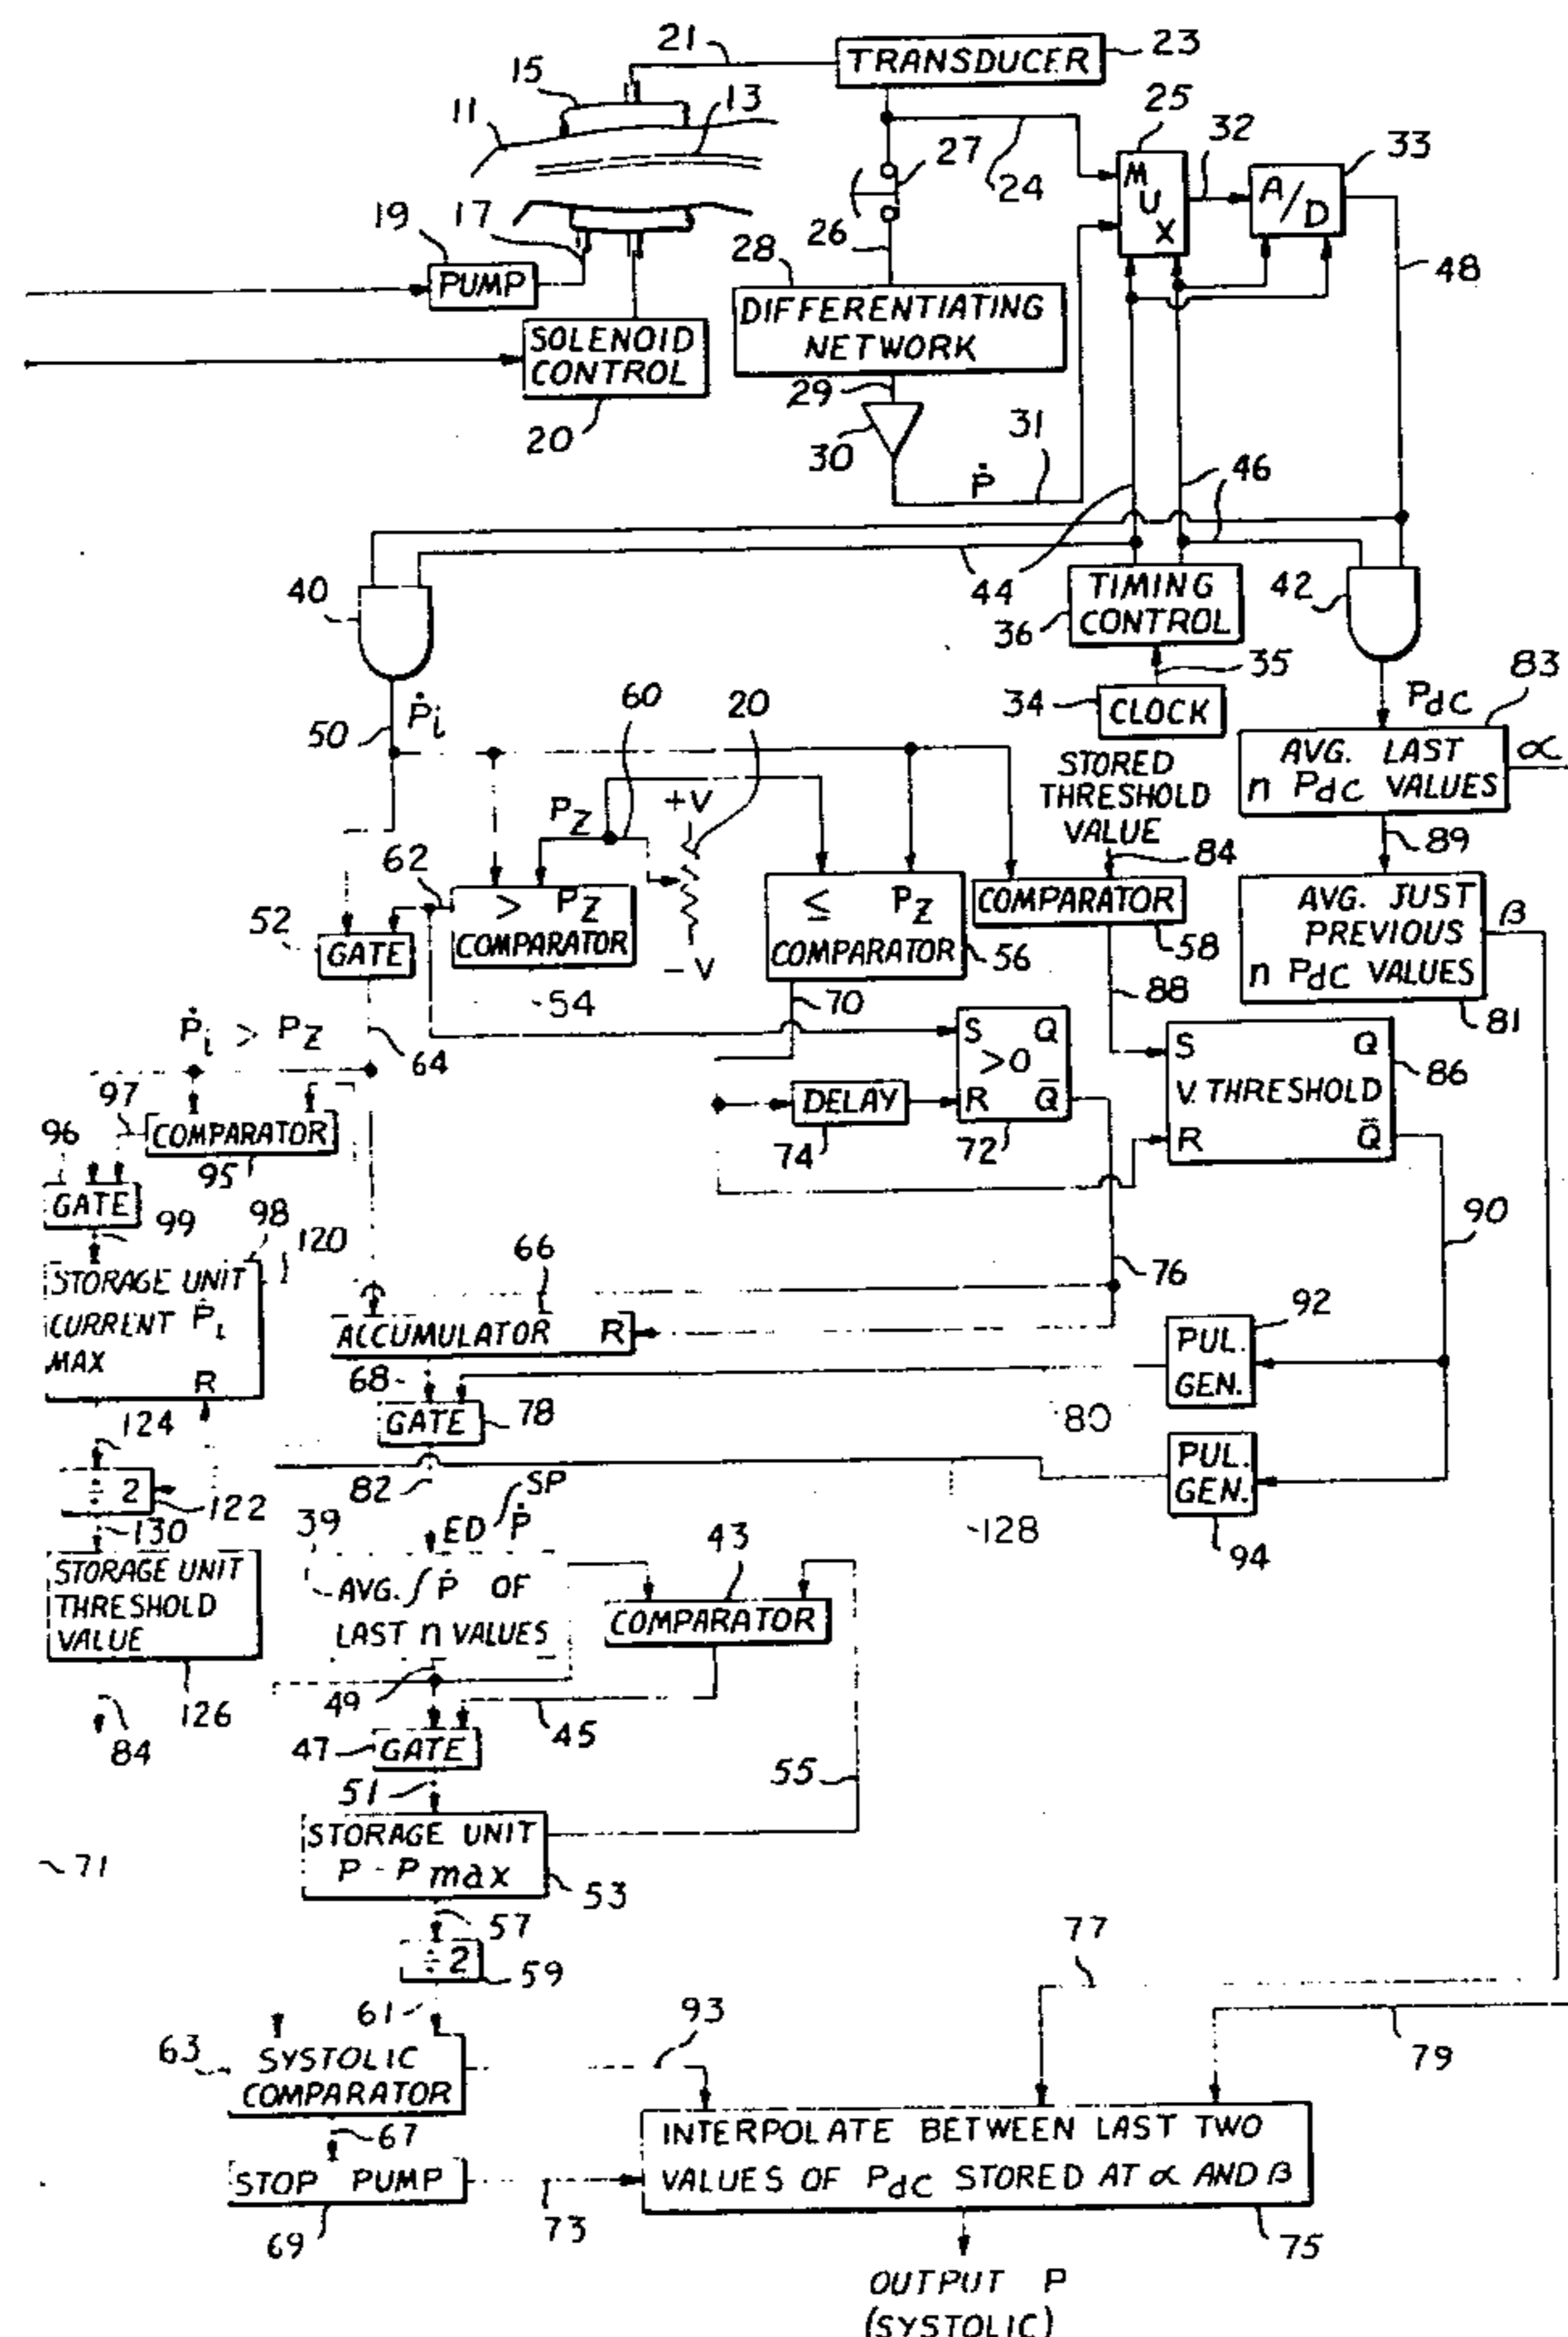 21
TRANSDUCER
23
15
11
13
25
27
24
32
33
MUX
A/D
19
17
26
28
48
PUMP
DIFFERENTIATING
NETWORK
SOLENOID
CONTROL
29
20
30
31
Ṗ
46
40
44
TIMING
CONTROL
36
42
35
83
34
CLOCK
50
Ṗi
60
20
Pdc
STORED
THRESHOLD
VALUE
AVG. LAST
n Pdc VALUES
α
+V
PZ
62
84
89
52
GATE
> PZ
COMPARATOR
-V
≤ PZ
COMPARATOR
56
COMPARATOR
58
AVG. JUST
PREVIOUS
n Pdc VALUES
β
81
54
70
88
Ṗi > PZ
64
S Q
>0
R Q̅
72
S Q
V. THRESHOLD
R Q̅
86
DELAY
74
97
96
COMPARATOR
95
GATE
99
98
120
66
76
90
STORAGE UNIT
CURRENT Ṗi
MAX
R
ACCUMULATOR R
92
PUL.
GEN.
68
GATE
78
80
124
PUL.
GEN.
94
÷ 2
122
82
SP
130
39
ED Ṗ
128
43
STORAGE UNIT
THRESHOLD
VALUE
AVG. ∫ Ṗ OF
LAST n VALUES
COMPARATOR
126
49
45
84
47
GATE
51
55
71
STORAGE UNIT
P - P max
53
57
÷ 2
59
77
61
93
63
SYSTOLIC
COMPARATOR
79
67
INTERPOLATE BETWEEN LAST TWO
VALUES OF Pdc STORED AT α AND β
STOP PUMP
69
73
75
OUTPUT P
(SYSTOLIC)